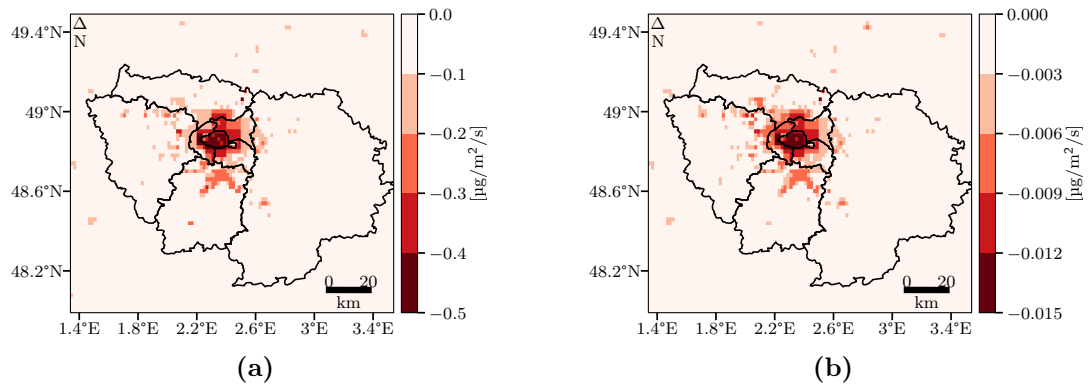 Δ
N
49.4°N
49°N
48.6°N
48.2°N
1.4°E 1.8°E 2.2°E 2.6°E 3°E 3.4°E
0 20
km
0.0
−0.1
−0.2
−0.3
−0.4
−0.5
[µg/m²/s]
(a)
Δ
N
49.4°N
49°N
48.6°N
48.2°N
1.4°E 1.8°E 2.2°E 2.6°E 3°E 3.4°E
0 20
km
0.000
−0.003
−0.006
−0.009
−0.012
−0.015
[µg/m²/s]
(b)